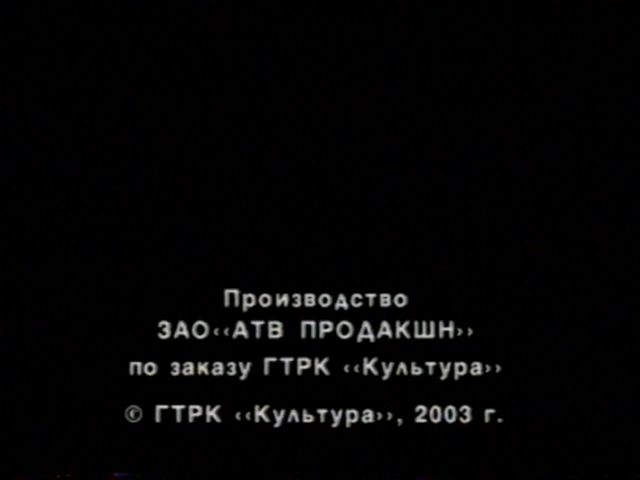 Производство
ЗАО‹‹АТВ ПРОДАКШН››
по заказу ГТРК ‹‹Культура››
© ГТРК ‹‹Культура››, 2003 г.